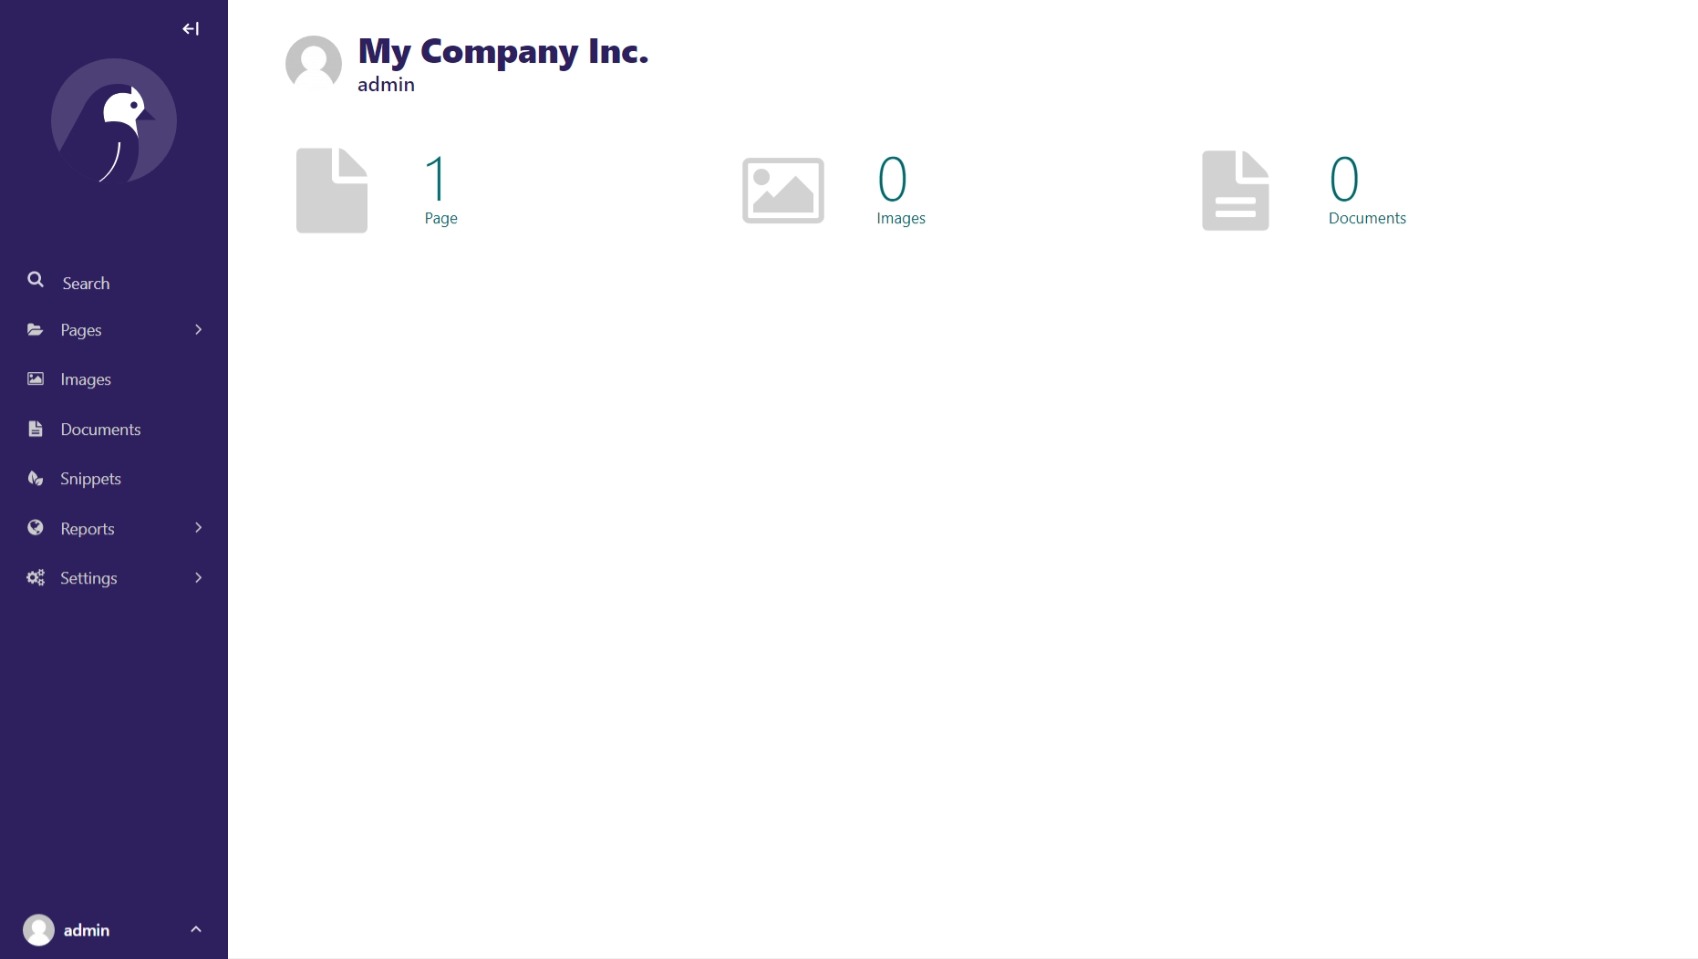 My Company Inc.
admin
1
Page
0
Images
0
Documents
Search
Pages
Images
Documents
Snippets
Reports
Settings
admin